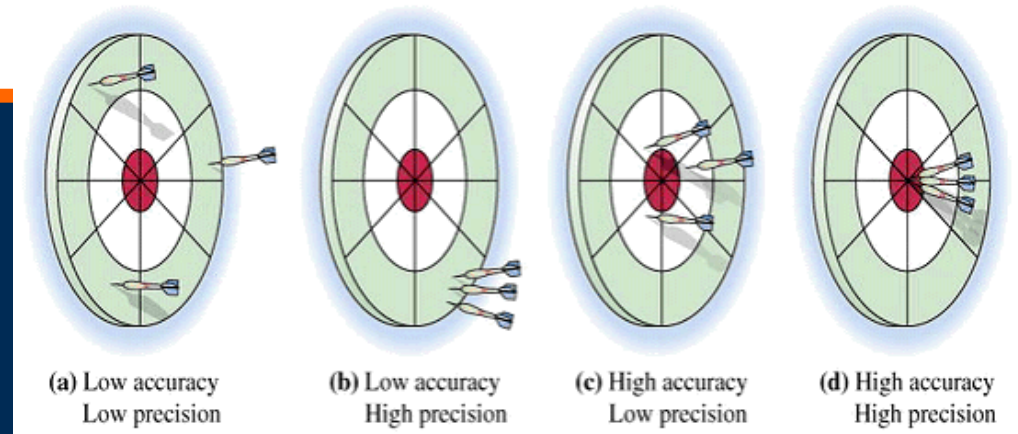 (a) Low accuracy
Low precision
(b) Low accuracy
High precision
(c) High accuracy
Low precision
(d) High accuracy
High precision